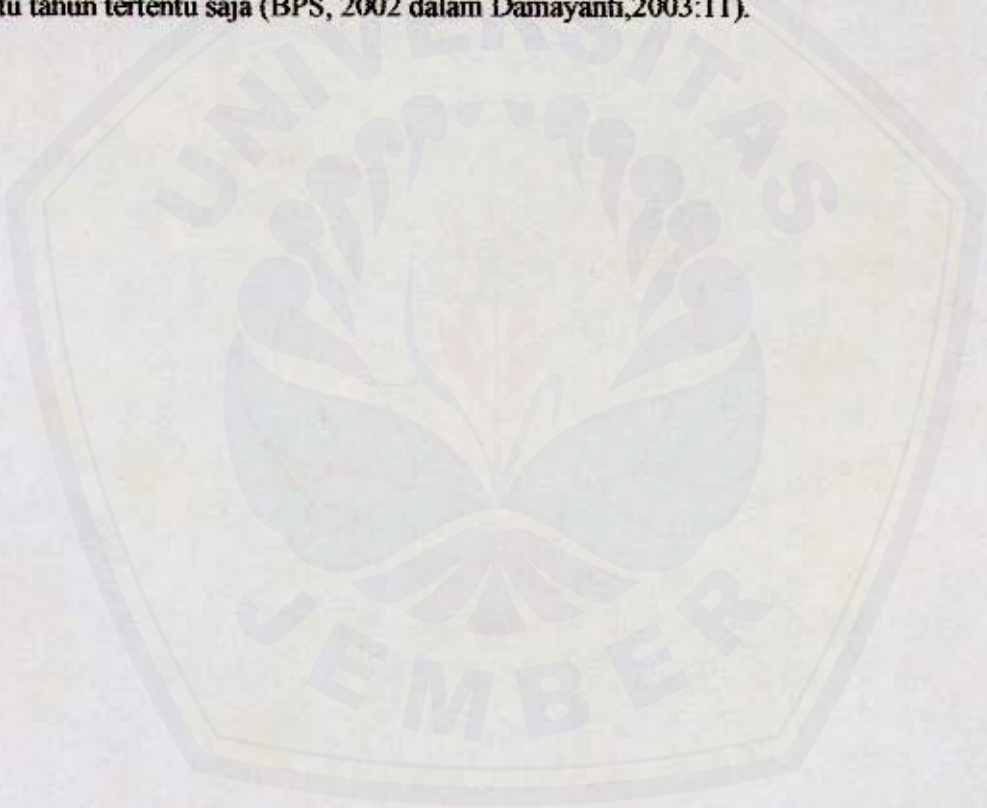 tu tahun tertentu saja (BPS, 2002 dalam Damayanti,2003:11).
UNIVERSITAS
JEMBER